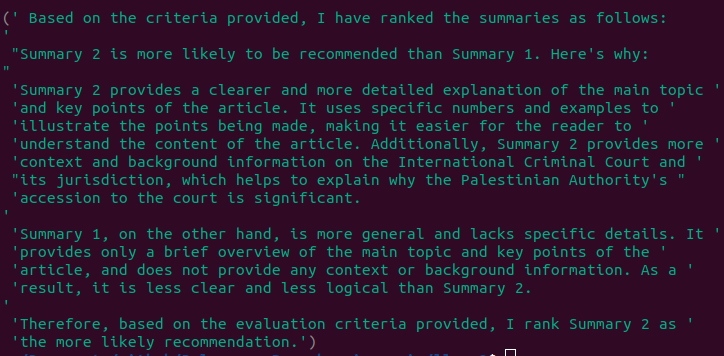 (' Based on the criteria provided, I have ranked the summaries as follows:
'
"Summary 2 is more likely to be recommended than Summary 1. Here's why:
"
'Summary 2 provides a clearer and more detailed explanation of the main topic '
'and key points of the article. It uses specific numbers and examples to '
'illustrate the points being made, making it easier for the reader to '
'understand the content of the article. Additionally, Summary 2 provides more '
'context and background information on the International Criminal Court and '
"its jurisdiction, which helps to explain why the Palestinian Authority's "
'accession to the court is significant.
'
'Summary 1, on the other hand, is more general and lacks specific details. It '
'provides only a brief overview of the main topic and key points of the '
'article, and does not provide any context or background information. As a '
'result, it is less clear and less logical than Summary 2.
'
'Therefore, based on the evaluation criteria provided, I rank Summary 2 as '
'the more likely recommendation.')